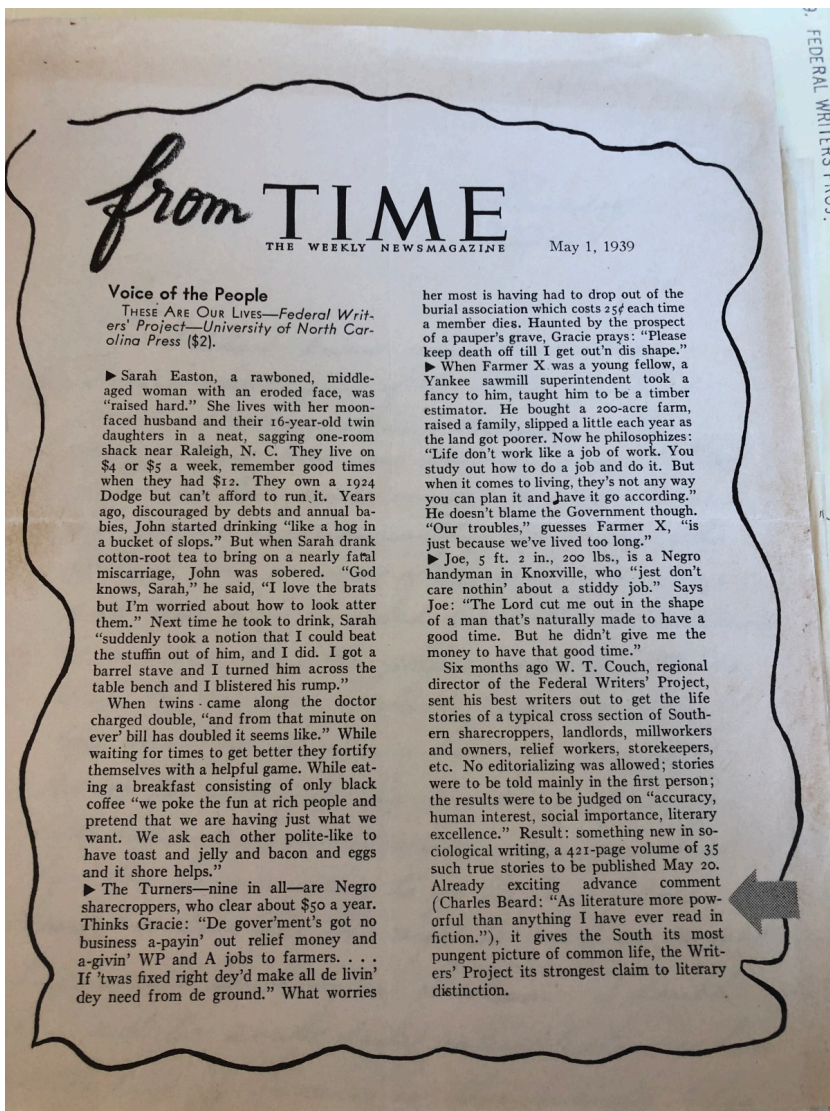 9. FEDERAL WRITERS PROJ.
from TIME
THE WEEKLY NEWSMAGAZINE
May 1, 1939
Voice of the People
THESE ARE OUR LIVES—Federal Writ-
ers' Project—University of North Car-
olina Press ($2).
▶ Sarah Easton, a rawboned, middle-
aged woman with an eroded face, was
"raised hard." She lives with her moon-
faced husband and their 16-year-old twin
daughters in a neat, sagging one-room
shack near Raleigh, N. C. They live on
$4 or $5 a week, remember good times
when they had $12. They own a 1924
Dodge but can't afford to run it. Years
ago, discouraged by debts and annual ba-
bies, John started drinking "like a hog in
a bucket of slops." But when Sarah drank
cotton-root tea to bring on a nearly fatal
miscarriage, John was sobered. "God
knows, Sarah," he said, "I love the brats
but I'm worried about how to look atter
them." Next time he took to drink, Sarah
"suddenly took a notion that I could beat
the stuffin out of him, and I did. I got a
barrel stave and I turned him across the
table bench and I blistered his rump."
When twins came along the doctor
charged double, "and from that minute on
ever' bill has doubled it seems like." While
waiting for times to get better they fortify
themselves with a helpful game. While eat-
ing a breakfast consisting of only black
coffee "we poke the fun at rich people and
pretend that we are having just what we
want. We ask each other polite-like to
have toast and jelly and bacon and eggs
and it shore helps."
▶ The Turners—nine in all—are Negro
sharecroppers, who clear about $50 a year.
Thinks Gracie: "De gover'ment's got no
business a-payin' out relief money and
a-givin' WP and A jobs to farmers. . . .
If 'twas fixed right dey'd make all de livin'
dey need from de ground." What worries
her most is having had to drop out of the
burial association which costs 25¢ each time
a member dies. Haunted by the prospect
of a pauper's grave, Gracie prays: "Please
keep death off till I get out'n dis shape."
▶ When Farmer X was a young fellow, a
Yankee sawmill superintendent took a
fancy to him, taught him to be a timber
estimator. He bought a 200-acre farm,
raised a family, slipped a little each year as
the land got poorer. Now he philosophizes:
"Life don't work like a job of work. You
study out how to do a job and do it. But
when it comes to living, they's not any way
you can plan it and have it go according."
He doesn't blame the Government though.
"Our troubles," guesses Farmer X, "is
just because we've lived too long."
▶ Joe, 5 ft. 2 in., 200 lbs., is a Negro
handyman in Knoxville, who "jest don't
care nothin' about a stiddy job." Says
Joe: "The Lord cut me out in the shape
of a man that's naturally made to have a
good time. But he didn't give me the
money to have that good time."
Six months ago W. T. Couch, regional
director of the Federal Writers' Project,
sent his best writers out to get the life
stories of a typical cross section of South-
ern sharecroppers, landlords, millworkers
and owners, relief workers, storekeepers,
etc. No editorializing was allowed; stories
were to be told mainly in the first person;
the results were to be judged on "accuracy,
human interest, social importance, literary
excellence." Result: something new in so-
ciological writing, a 421-page volume of 35
such true stories to be published May 20.
Already exciting advance comment
(Charles Beard: "As literature more pow-
orful than anything I have ever read in
fiction."), it gives the South its most
pungent picture of common life, the Writ-
ers' Project its strongest claim to literary
distinction.